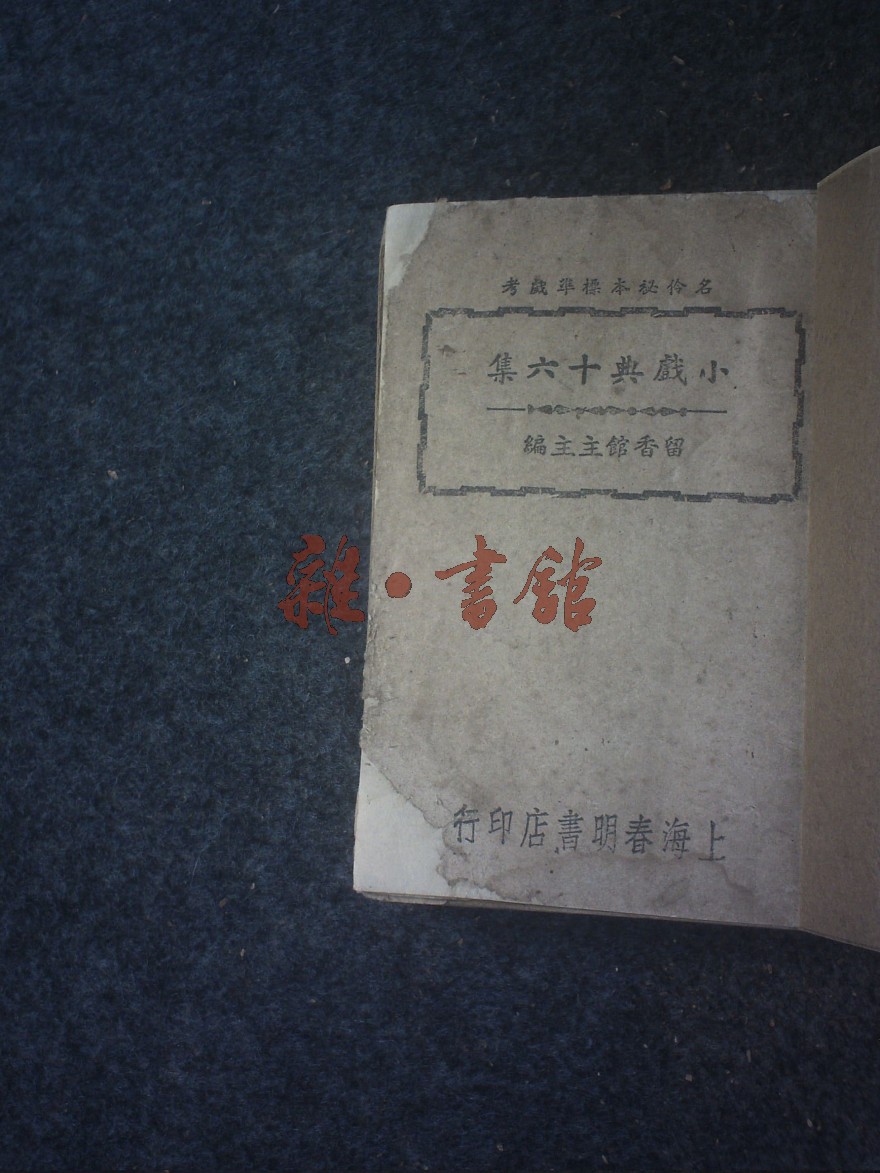 名伶秘本標準戲考
小戲典十六集
留香館主主編
雜•書館
上海春明書店印行